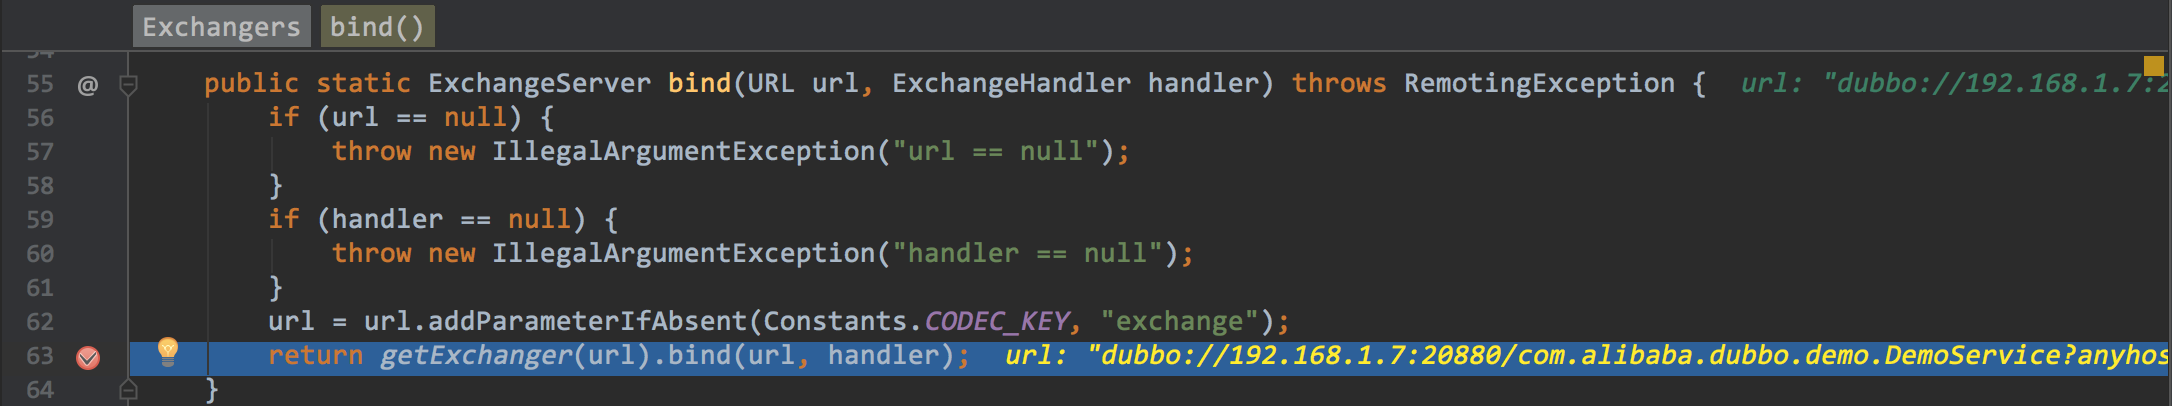 Exchangers bind()
54
55 @ public static ExchangeServer bind(URL url, ExchangeHandler handler) throws RemotingException { url: "dubbo://192.168.1.7:2
56 if (url == null) {
57 throw new IllegalArgumentException("url == null");
58 }
59 if (handler == null) {
60 throw new IllegalArgumentException("handler == null");
61 }
62 url = url.addParameterIfAbsent(Constants.CODEC_KEY, "exchange");
63 return getExchanger(url).bind(url, handler); url: "dubbo://192.168.1.7:20880/com.alibaba.dubbo.demo.DemoService?anyhos
64 }